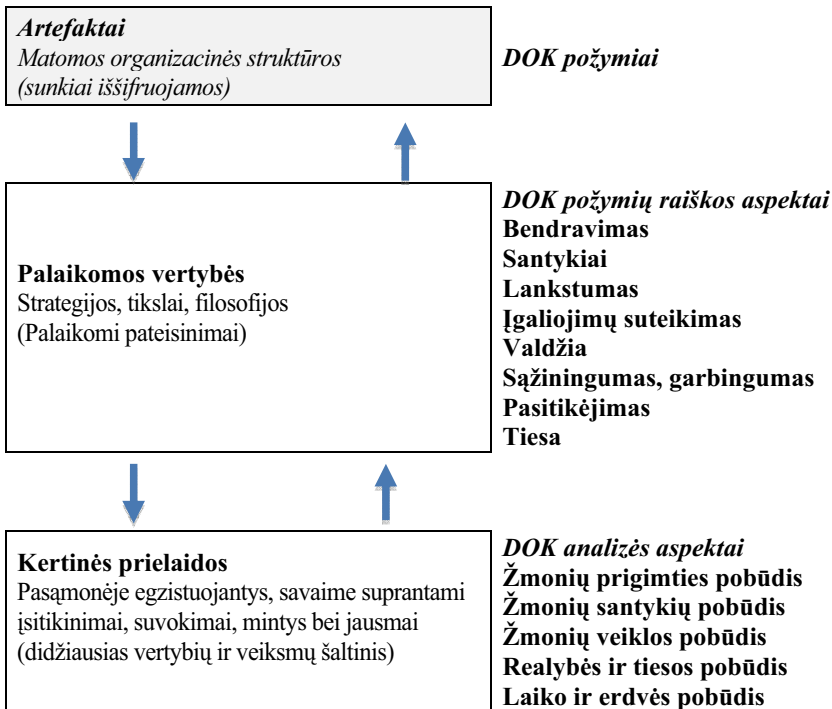 Artefaktai
Matomos organizacinės struktūros
(sunkiai iššifruojamos)
DOK požymiai
Palaikomos vertybės
Strategijos, tikslai, filosofijos
(Palaikomi pateisinimai)
DOK požymių raiškos aspektai
Bendravimas
Santykiai
Lankstumas
Įgaliojimų suteikimas
Valdžia
Sąžiningumas, garbingumas
Pasitikėjimas
Tiesa
Kertinės prielaidos
Pasąmonėje egzistuojantys, savaime suprantami
įsitikinimai, suvokimai, mintys bei jausmai
(didžiausias vertybių ir veiksmų šaltinis)
DOK analizės aspektai
Žmonių prigimties pobūdis
Žmonių santykių pobūdis
Žmonių veiklos pobūdis
Realybės ir tiesos pobūdis
Laiko ir erdvės pobūdis